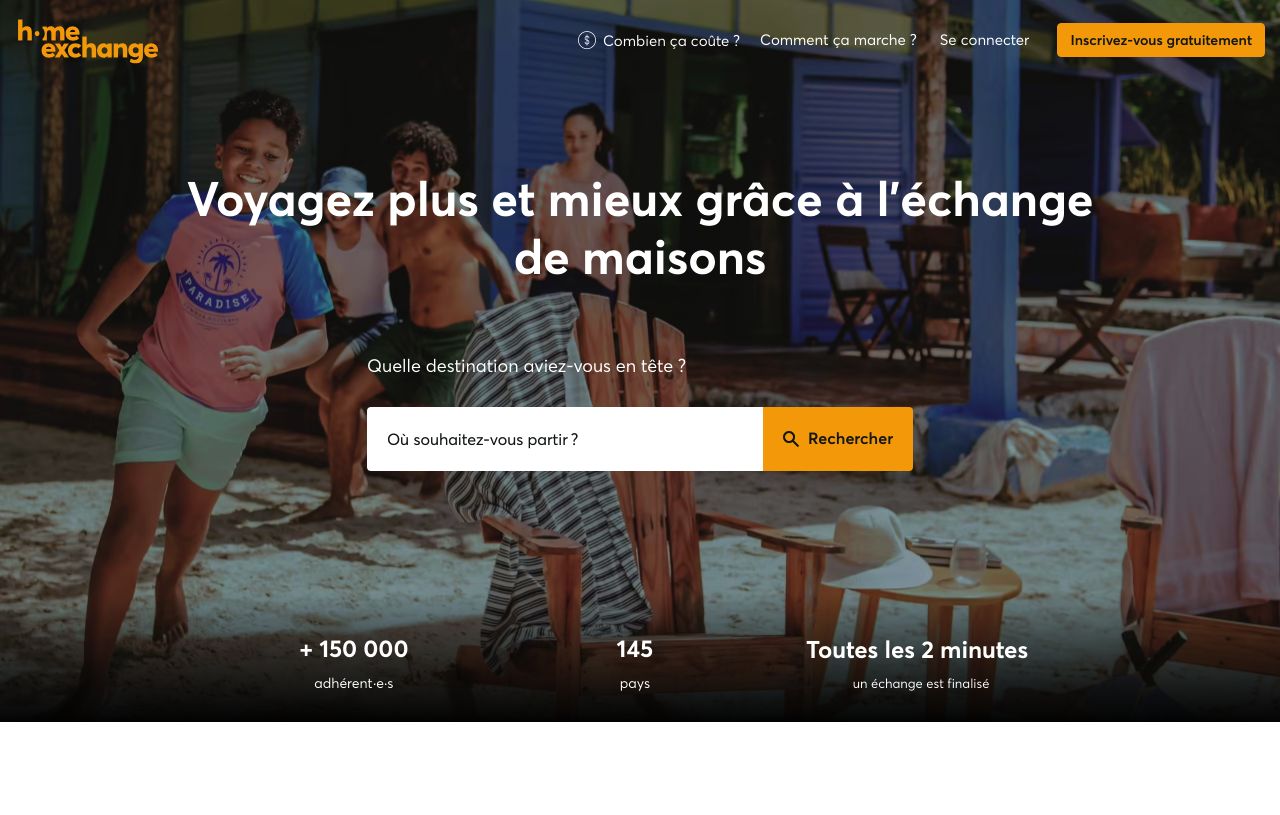 home
exchange
Combien ça coûte ?
Comment ça marche ?
Se connecter
Inscrivez-vous gratuitement
Voyagez plus et mieux grâce à l'échange
de maisons
PARADISE
Quelle destination aviez-vous en tête ?
Où souhaitez-vous partir ?
Rechercher
+ 150 000
145
Toutes les 2 minutes
adhérent·e·s
pays
un échange est finalisé